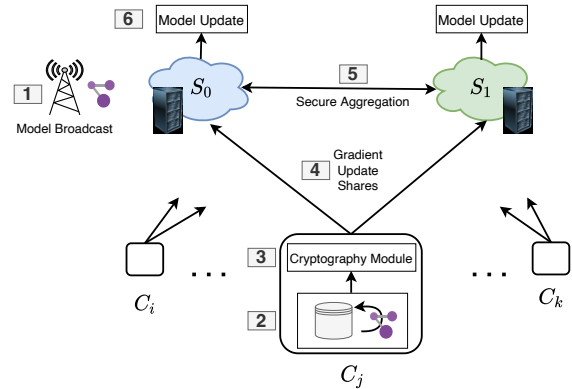 6
Model Update
Model Update
1
S0
5
S1
Model Broadcast
Secure Aggregation
4
Gradient
Update
Shares
3
Cryptography Module
Ci
...
2
...
Ck
Cj